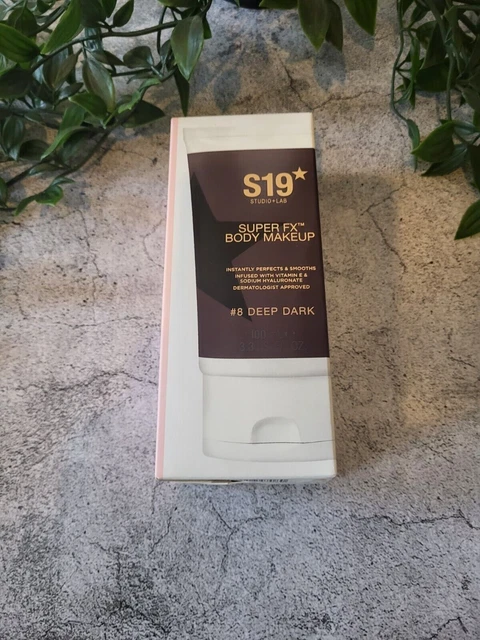 S19
STUDIO+LAB
SUPER FX™
BODY MAKEUP
INSTANTLY PERFECTS & SMOOTHS
INFUSED WITH VITAMIN E &
SODIUM HYALURONATE
DERMATOLOGIST APPROVED
#8 DEEP DARK